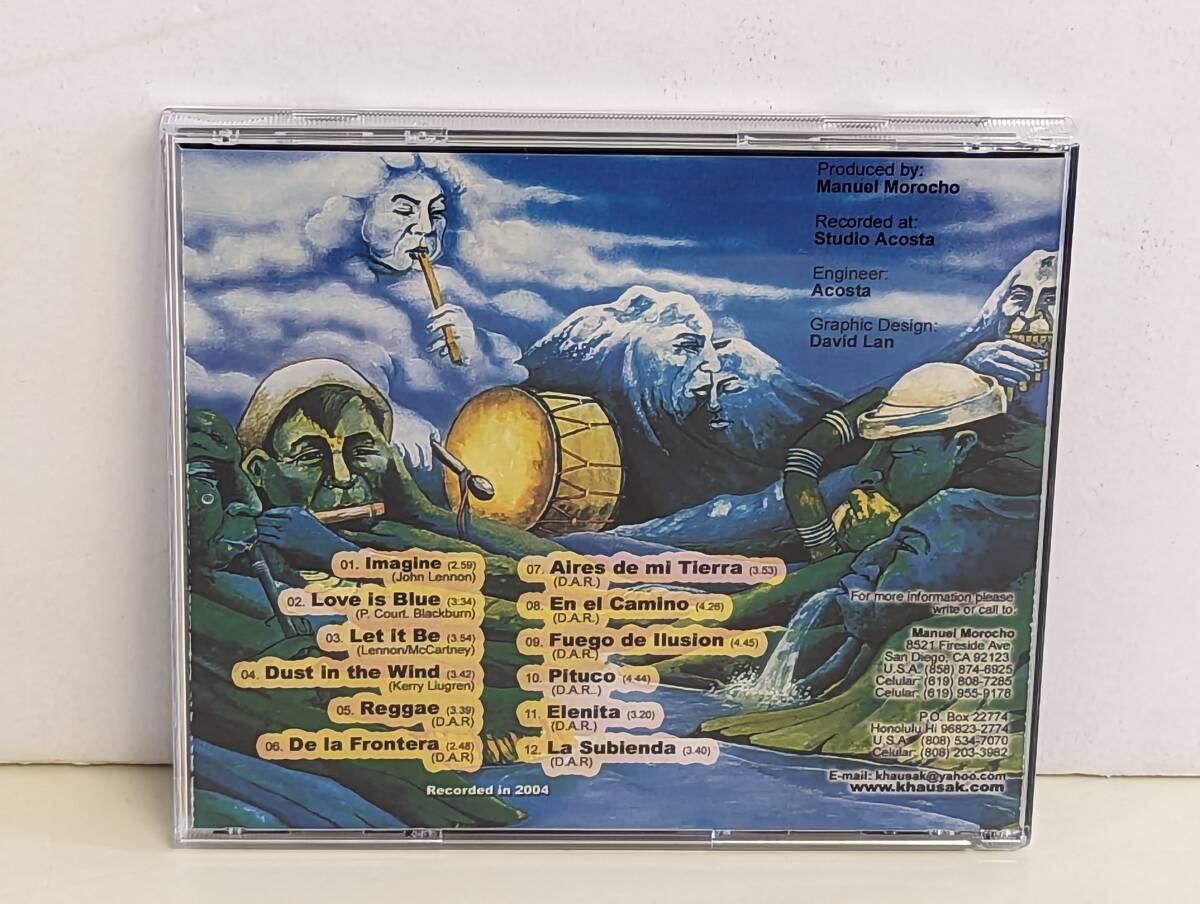 Produced by:
Manuel Morocho
Recorded at:
Studio Acosta
Engineer:
Acosta
Graphic Design:
David Lan
01. Imagine (2.59)
(John Lennon)
02. Love is Blue (3:34)
(P. Court. Blackburn)
03. Let it Be (3.54)
(Lennon/McCartney)
04. Dust in the Wind (3.42)
(Kerry Liugren)
05. Reggae (3.39)
(D.A.R)
06. De la Frontera (2.48)
(D.A.R)
07. Aires de mi Tierra (3.53)
(D.A.R.)
08. En el Camino (4.26)
(D.A.R.)
09. Fuego de Ilusion (4.45)
(D.A.R.)
10. Pituco (4.44)
(D.A.R..)
11. Elenita (3.20)
(D.A.R.)
12. La Subienda (3.40)
(D.A.R)
Recorded in 2004
For more information please
write or call to:
Manuel Morocho
8521 Fireside Ave
San Diego, CA 92123
U.S.A. (858) 874-6925
Celular: (619) 808-7285
Celular: (619) 955-9178
P.O. Box 22774
Honolulu Hi 96823-2774
U.S.A. (808) 534-7070
Celular: (808) 203-3962
E-mail: khausak@yahoo.com
www.khausak.com